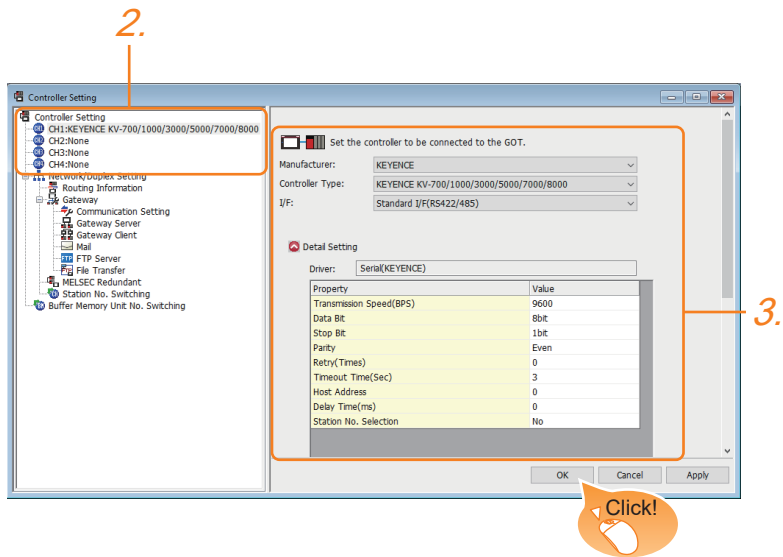 2.
Controller Setting
Controller Setting
CH1:KEYENCE KV-700/1000/3000/5000/7000/8000
CH2:None
CH3:None
CH4:None
Network/Duplex Setting
Routing Information
Gateway
Communication Setting
Gateway Server
Gateway Client
Mail
FTP Server
File Transfer
MELSEC Redundant
Station No. Switching
Buffer Memory Unit No. Switching
Set the controller to be connected to the GOT.
Manufacturer: KEYENCE
Controller Type: KEYENCE KV-700/1000/3000/5000/7000/8000
I/F: Standard I/F(RS422/485)
Detail Setting
Driver: Serial(KEYENCE)
Property Value
Transmission Speed(BPS) 9600
Data Bit 8bit
Stop Bit 1bit
Parity Even
Retry(Times) 0
Timeout Time(Sec) 3
Host Address 0
Delay Time(ms) 0
Station No. Selection No
3.
OK Cancel Apply
Click!